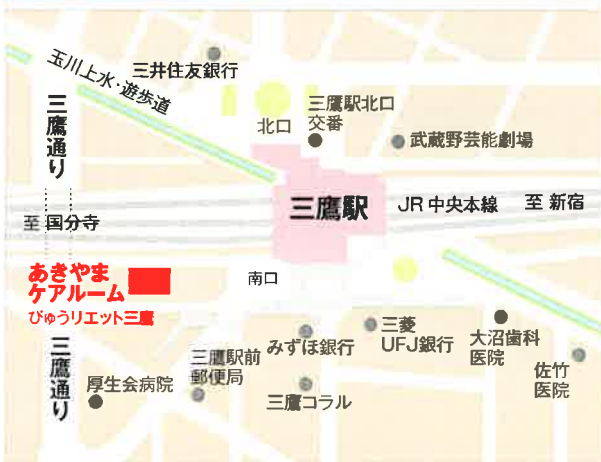 玉川上水・遊歩道
三井住友銀行
三鷹通り
北口
三鷹駅北口
交番
武蔵野芸能劇場
三鷹駅
JR 中央本線
至 新宿
至 国分寺
あきやま
ケアルーム
びゅうリエット三鷹
南口
三鷹通り
厚生会病院
三鷹駅前
郵便局
みずほ銀行
三鷹コラル
三菱
UFJ銀行
大沼歯科
医院
佐竹
医院